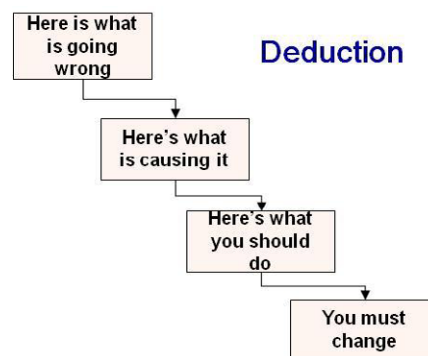 Here is what
is going
wrong
Deduction
Here's what
is causing it
Here's what
you should
do
You must
change